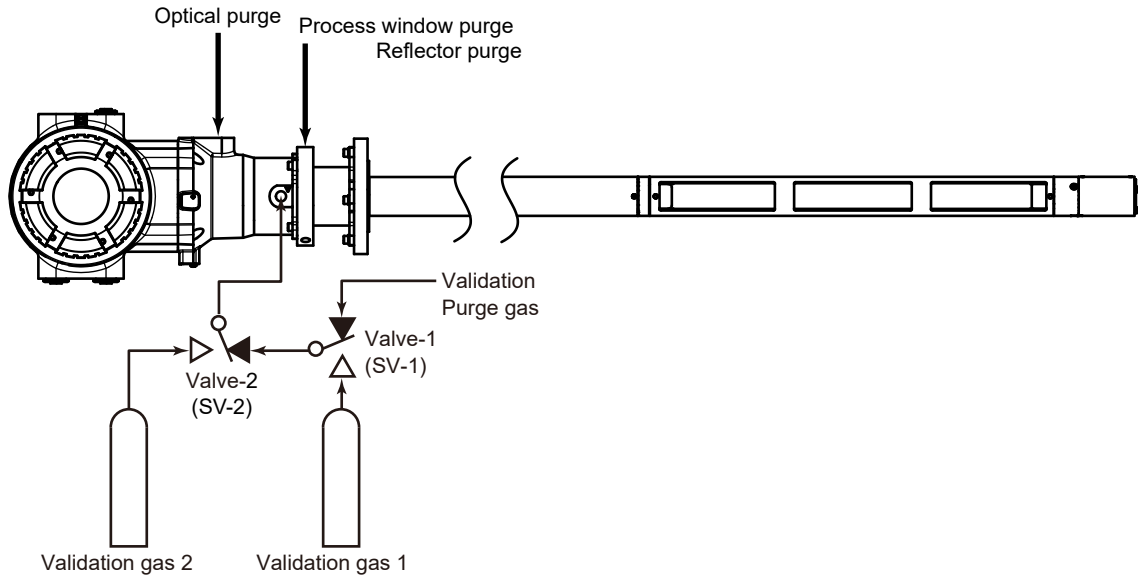 Optical purge
Process window purge
Reflector purge
Validation
Purge gas
Valve-1
(SV-1)
Valve-2
(SV-2)
Validation gas 2
Validation gas 1